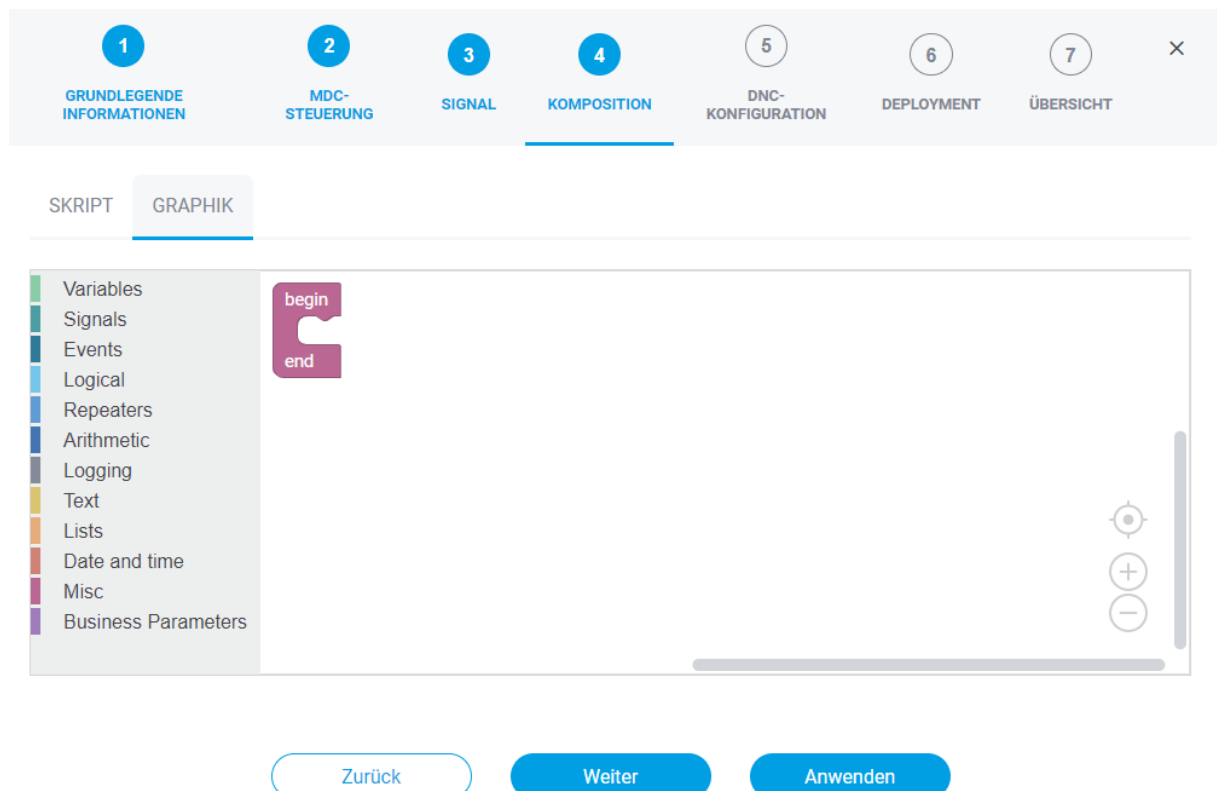 1
2
3
4
5
6
7
×
GRUNDLEGENDE
INFORMATIONEN
MDC-
STEUERUNG
SIGNAL
KOMPOSITION
DNC-
KONFIGURATION
DEPLOYMENT
ÜBERSICHT
SKRIPT
GRAPHIK
Variables
Signals
Events
Logical
Repeaters
Arithmetic
Logging
Text
Lists
Date and time
Misc
Business Parameters
begin
end
Zurück
Weiter
Anwenden